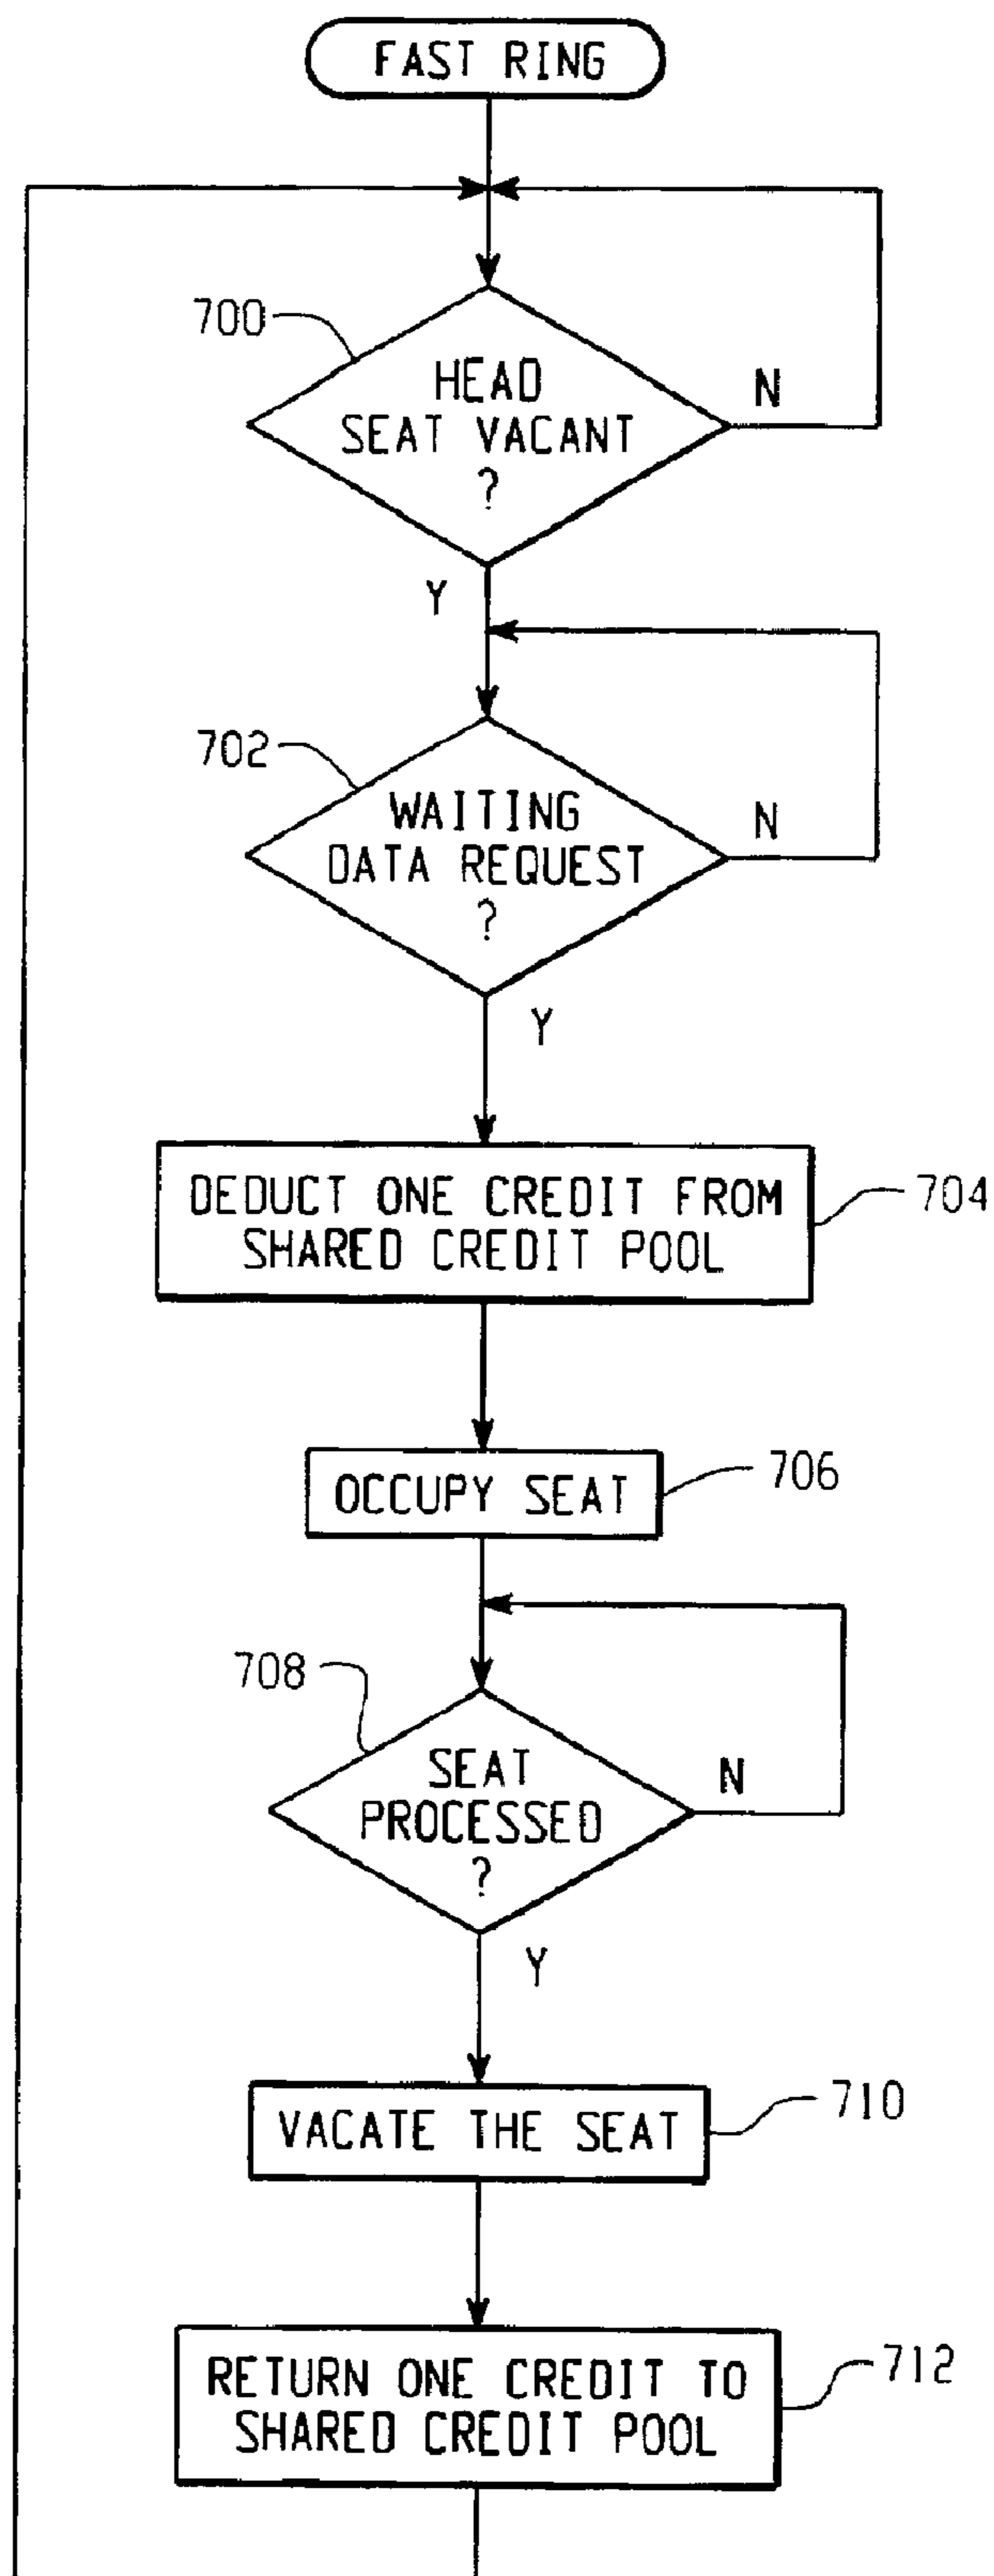 FAST RING
700
HEAD
SEAT VACANT
?
N
Y
702
WAITING
DATA REQUEST
?
N
Y
DEDUCT ONE CREDIT FROM
SHARED CREDIT POOL
704
OCCUPY SEAT
706
708
SEAT
PROCESSED
?
N
Y
VACATE THE SEAT
710
RETURN ONE CREDIT TO
SHARED CREDIT POOL
712